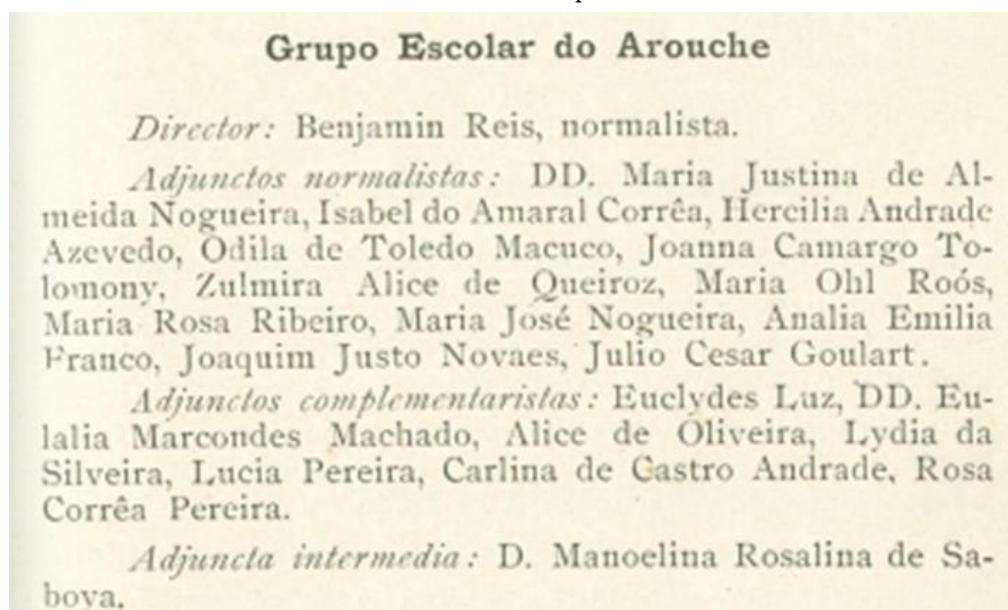 Grupo Escolar do Arouche
Director: Benjamin Reis, normalista.
Adjunctos normalistas: DD. Maria Justina de Al-
meida Nogueira, Isabel do Amaral Corrêa, Hercilia Andrade
Azevedo, Odila de Toledo Macuco, Joanna Camargo To-
lomony, Zulmira Alice de Queiroz, Maria Ohl Roós,
Maria Rosa Ribeiro, Maria José Nogueira, Analia Emilia
Franco, Joaquim Justo Novaes, Julio Cesar Goulart.
Adjunctos complementaristas: Euclydes Luz, DD. Eu-
lalia Marcondes Machado, Alice de Oliveira, Lydia da
Silveira, Lucia Pereira, Carlina de Castro Andrade, Rosa
Corrêa Pereira.
Adjuncta intermedia: D. Manoelina Rosalina de Sa-
boya.